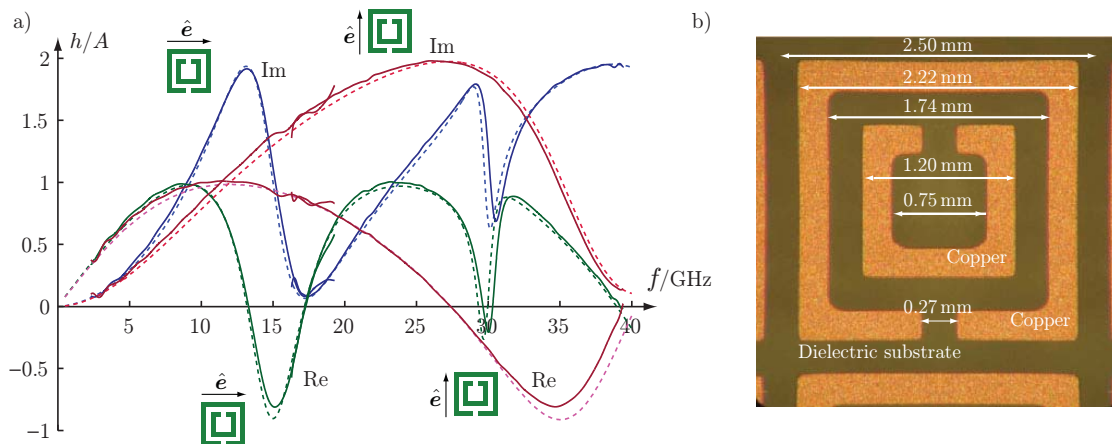 a)
h/A
ê
ê
Im
Im
2
1.5
1
0.5
0
−0.5
−1
5
10
15
20
25
30
35
40
f/GHz
Re
Re
ê
ê
b)
2.50 mm
2.22 mm
1.74 mm
1.20 mm
0.75 mm
Copper
0.27 mm
Copper
Dielectric substrate